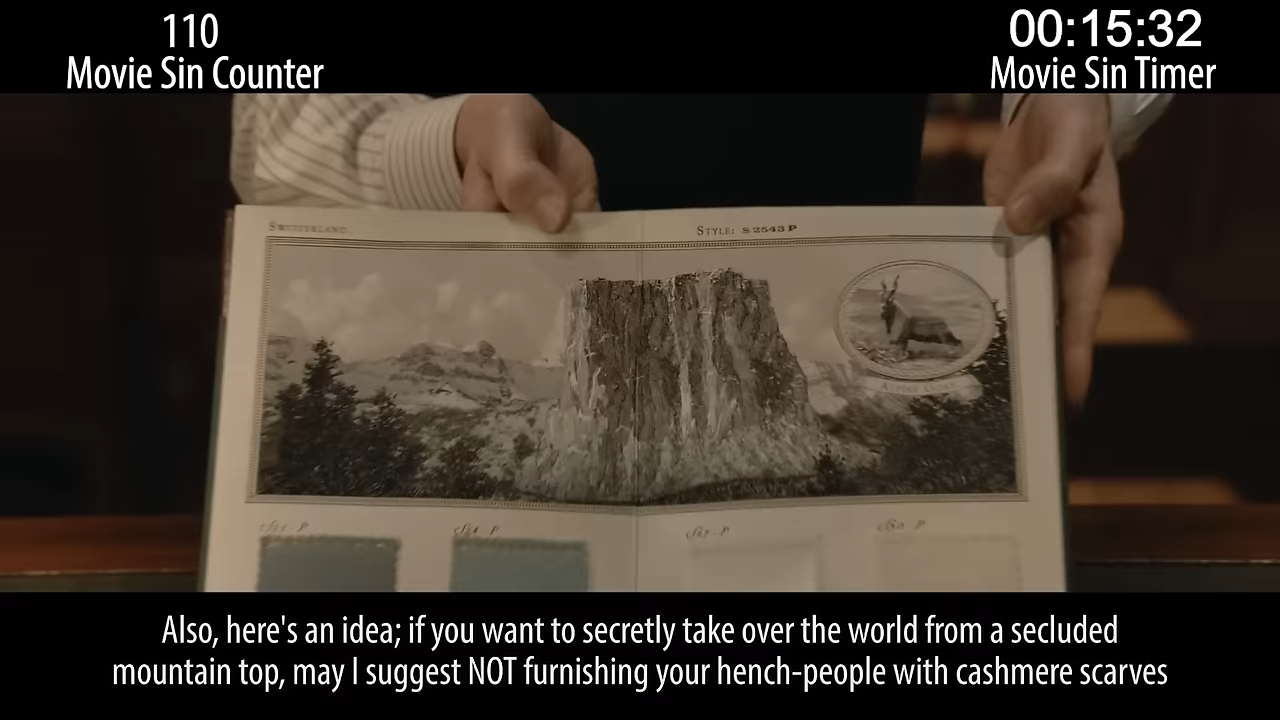 110
Movie Sin Counter
00:15:32
Movie Sin Timer
SWITZERLAND.
STYLE: S 2543 P
Also, here's an idea; if you want to secretly take over the world from a secluded
mountain top, may I suggest NOT furnishing your hench-people with cashmere scarves